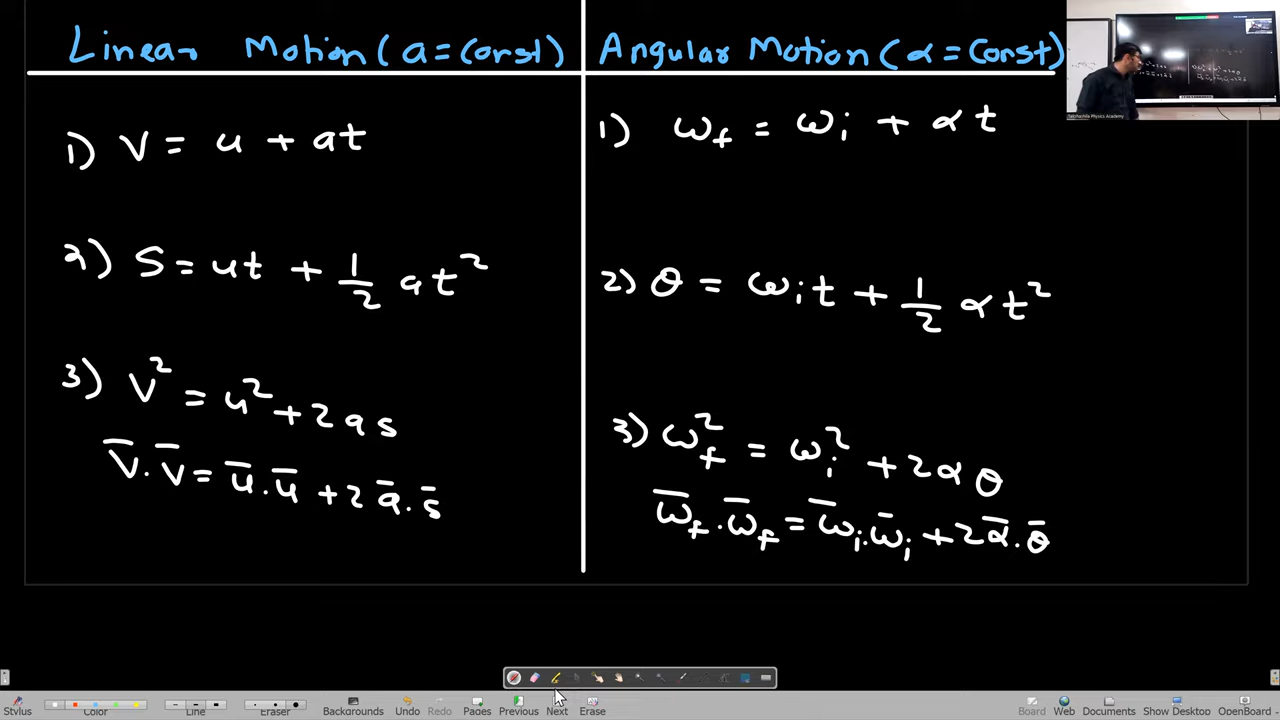 Linear Motion (a = Const)
1) V = u + at
2) S = ut + 1/2 at²
3) V² = u² + 2as
V̅.V̅ = u̅.u̅ + 2a̅.s̅
Angular Motion (α = Const)
1) ω_f = ω_i + αt
2) θ = ω_i t + 1/2 αt²
3) ω_f² = ω_i² + 2αθ
ω̅_f.ω̅_f = ω̅_i.ω̅_i + 2α̅.θ̅
Stylus Color Line Eraser Backgrounds Undo Redo Pages Previous Next Erase Board Web Documents Show Desktop OpenBoard